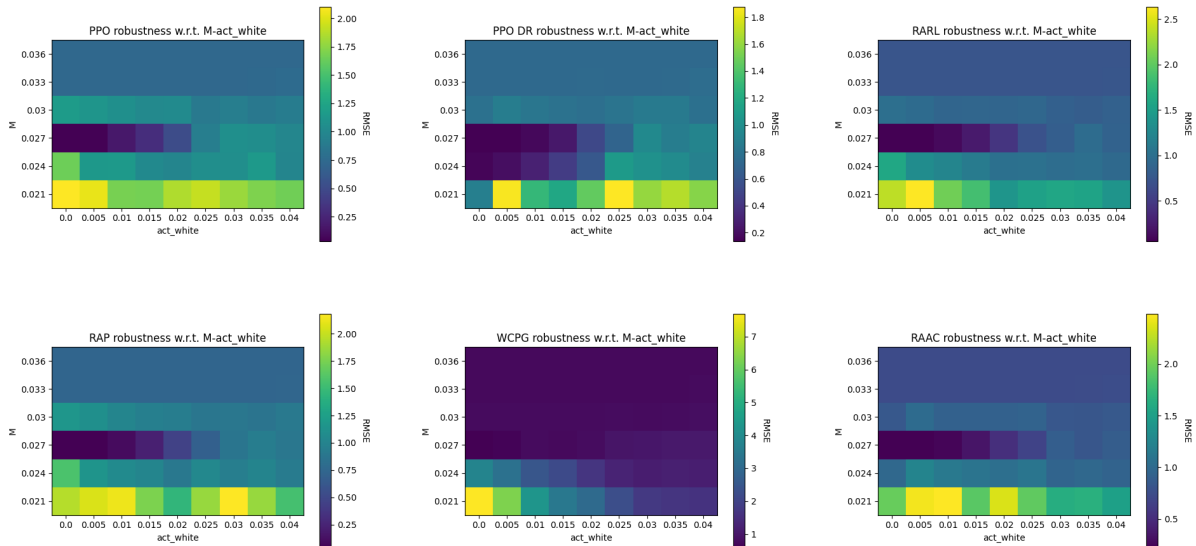 PPO robustness w.r.t. M-act_white
M
0.036
0.033
0.03
0.027
0.024
0.021
0.0 0.005 0.01 0.015 0.02 0.025 0.03 0.035 0.04
act_white
2.00
1.75
1.50
1.25
1.00
0.75
0.50
0.25
RMSE
PPO DR robustness w.r.t. M-act_white
M
0.036
0.033
0.03
0.027
0.024
0.021
0.0 0.005 0.01 0.015 0.02 0.025 0.03 0.035 0.04
act_white
1.8
1.6
1.4
1.2
1.0
0.8
0.6
0.4
0.2
RMSE
RARL robustness w.r.t. M-act_white
M
0.036
0.033
0.03
0.027
0.024
0.021
0.0 0.005 0.01 0.015 0.02 0.025 0.03 0.035 0.04
act_white
2.5
2.0
1.5
1.0
0.5
RMSE
RAP robustness w.r.t. M-act_white
M
0.036
0.033
0.03
0.027
0.024
0.021
0.0 0.005 0.01 0.015 0.02 0.025 0.03 0.035 0.04
act_white
2.00
1.75
1.50
1.25
1.00
0.75
0.50
0.25
RMSE
WCPG robustness w.r.t. M-act_white
M
0.036
0.033
0.03
0.027
0.024
0.021
0.0 0.005 0.01 0.015 0.02 0.025 0.03 0.035 0.04
act_white
7
6
5
4
3
2
1
RMSE
RAAC robustness w.r.t. M-act_white
M
0.036
0.033
0.03
0.027
0.024
0.021
0.0 0.005 0.01 0.015 0.02 0.025 0.03 0.035 0.04
act_white
2.0
1.5
1.0
0.5
RMSE